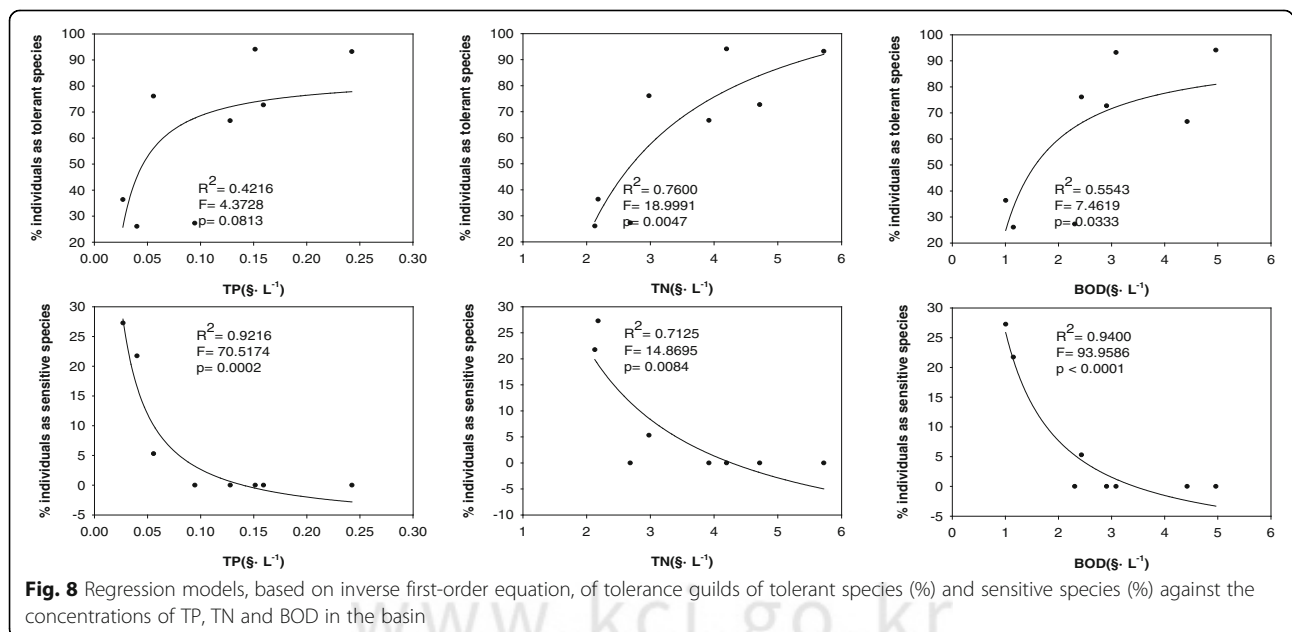 % individuals as tolerant species
100
90
80
70
60
50
40
30
20
R2 = 0.4216
F= 4.3728
p= 0.0813
0.00 0.05 0.10 0.15 0.20 0.25 0.30
TP(§· L-1)
% individuals as tolerant species
100
90
80
70
60
50
40
30
20
R2 = 0.7600
F= 18.9991
p= 0.0047
1 2 3 4 5 6
TN(§· L-1)
% individuals as tolerant species
100
90
80
70
60
50
40
30
20
R2 = 0.5543
F= 7.4619
p= 0.0333
0 1 2 3 4 5 6
BOD(§· L-1)
% individuals as sensitive species
30
25
20
15
10
5
0
-5
R2 = 0.9216
F= 70.5174
p= 0.0002
0.00 0.05 0.10 0.15 0.20 0.25 0.30
TP(§· L-1)
% individuals as sensitive species
30
25
20
15
10
5
0
-5
-10
R2 = 0.7125
F= 14.8695
p= 0.0084
1 2 3 4 5 6
TN(§· L-1)
% individuals as sensitive species
30
25
20
15
10
5
0
-5
R2 = 0.9400
F= 93.9586
p < 0.0001
0 1 2 3 4 5 6
BOD(§· L-1)
Fig. 8 Regression models, based on inverse first-order equation, of tolerance guilds of tolerant species (%) and sensitive species (%) against the
concentrations of TP, TN and BOD in the basin
www.kci.go.kr